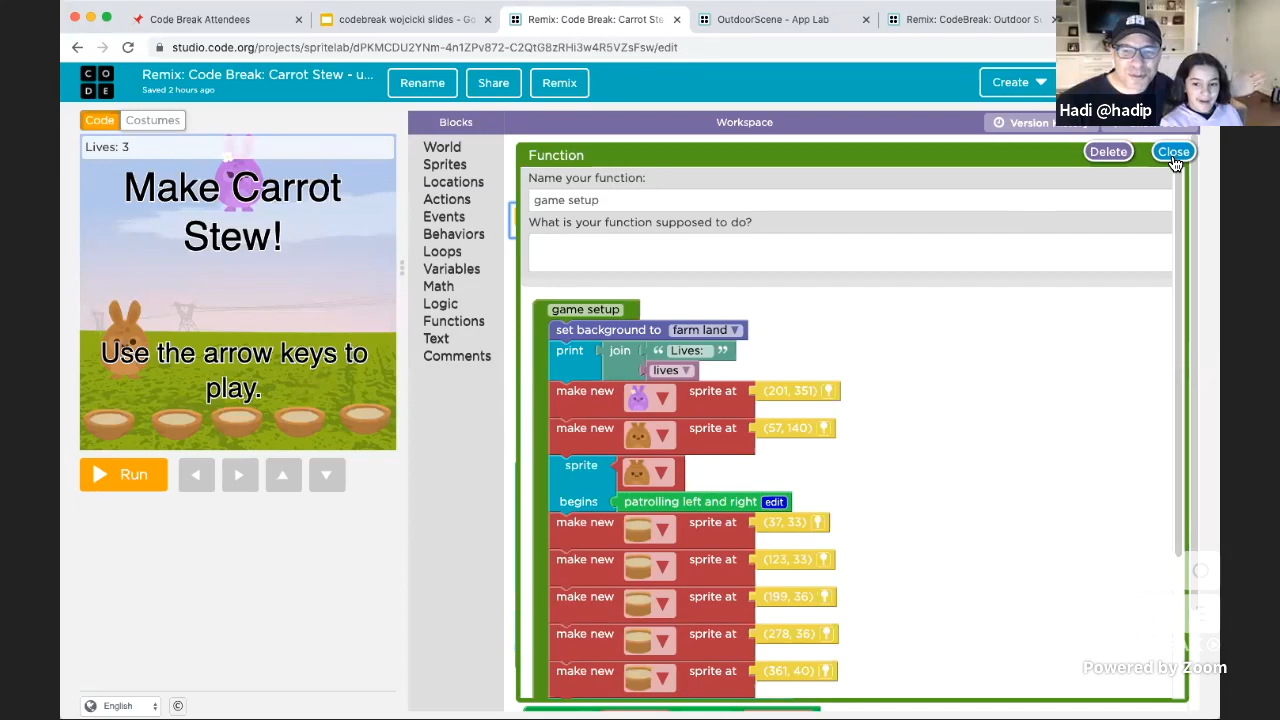 Code Break Attendees
codebreak wojcicki slides - Go
Remix: Code Break: Carrot Ste
OutdoorScene - App Lab
Remix: CodeBreak: Outdoor S
studio.code.org/projects/spritelab/dPKMCDU2YNm-4n1ZPv872-C2QtG8zRHi3w4R5VZsFsw/edit
C O
D E
Remix: Code Break: Carrot Stew - u...
Saved 2 hours ago
Rename
Share
Remix
Create
Hadi @hadip
Code
Costumes
Blocks
Workspace
Version
Lives: 3
Make Carrot
Stew!
Use the arrow keys to
play.
Run
English
©
World
Sprites
Locations
Actions
Events
Behaviors
Loops
Variables
Math
Logic
Functions
Text
Comments
Function
Delete
Close
Name your function:
game setup
What is your function supposed to do?
game setup
set background to farm land
print join “ Lives: ”
lives
make new sprite at (201, 351)
make new sprite at (57, 140)
sprite
begins patrolling left and right edit
make new sprite at (37, 33)
make new sprite at (123, 33)
make new sprite at (199, 36)
make new sprite at (278, 36)
make new sprite at (361, 40)
Powered by Zoom